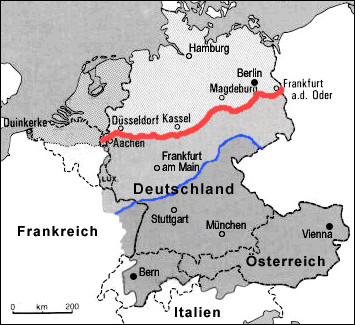 Hamburg
Berlin
Magdeburg
Frankfurt
a.d. Oder
Duinkerke
Düsseldorf Kassel
Aachen
Frankfurt
am Main
LUX.
Deutschland
Stuttgart
Frankreich
München
Vienna
Österreich
Bern
0 km 200
Italien